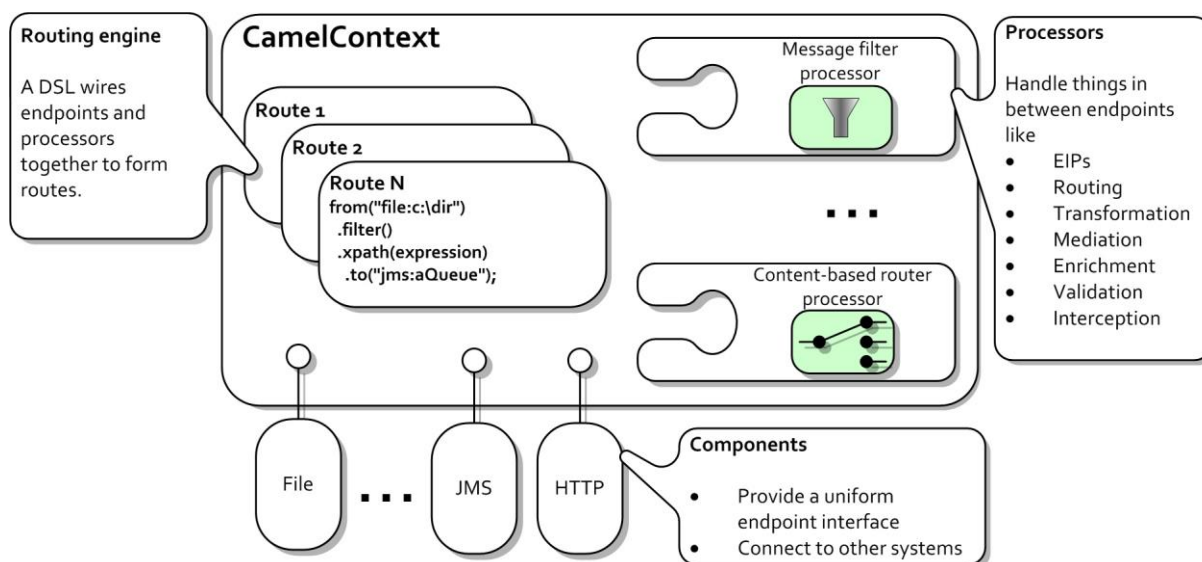 Routing engine
A DSL wires
endpoints and
processors
together to form
routes.
CamelContext
Route 1
Route 2
Route N
from("file:c:\dir")
.filter()
.xpath(expression)
.to("jms:aQueue");
Message filter
processor
...
Content-based router
processor
Processors
Handle things in
between endpoints
like
• EIPs
• Routing
• Transformation
• Mediation
• Enrichment
• Validation
• Interception
File
...
JMS
HTTP
Components
• Provide a uniform
endpoint interface
• Connect to other systems